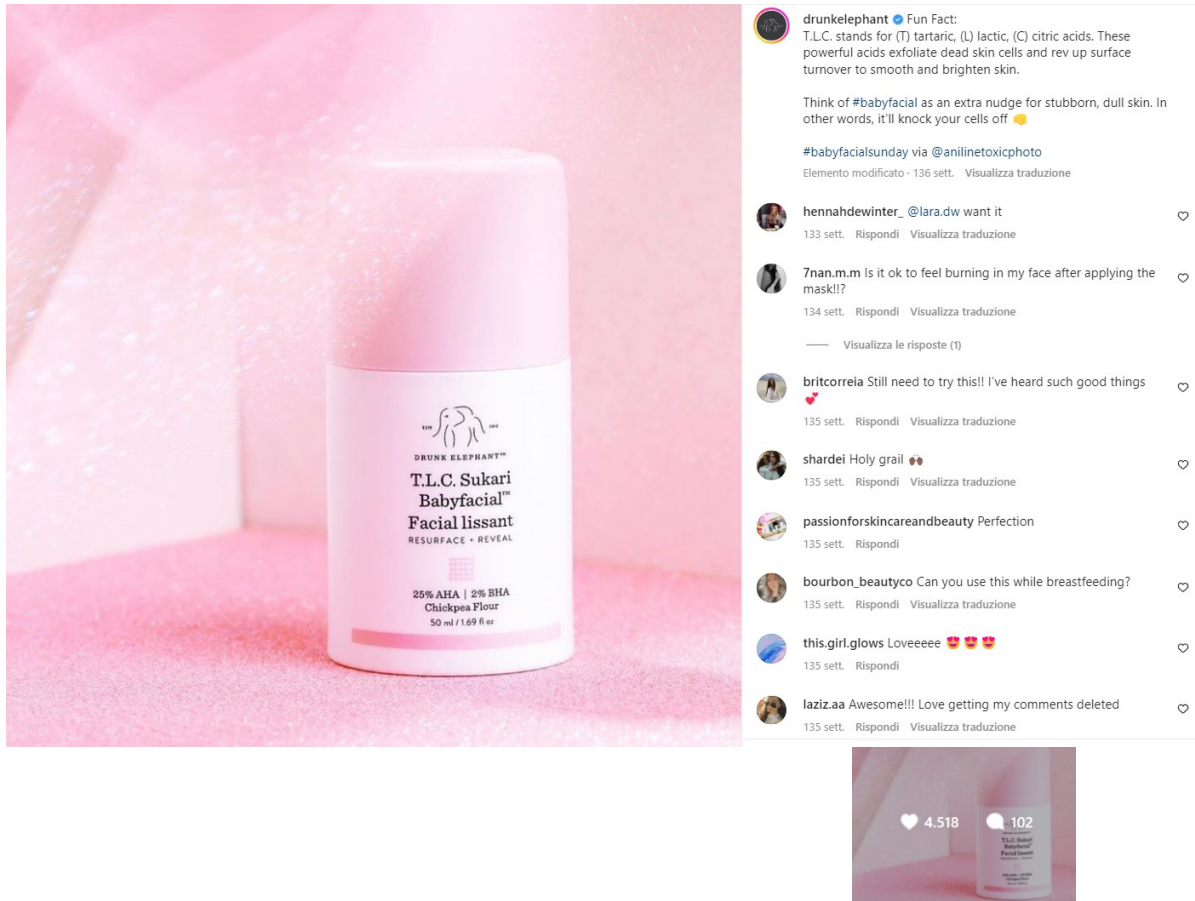 EST. 2012
DRUNK ELEPHANT™
T.L.C. Sukari
Babyfacial™
Facial lissant
RESURFACE • REVEAL
25% AHA | 2% BHA
Chickpea Flour
50 ml / 1.69 fl oz
drunkelephant Fun Fact:
T.L.C. stands for (T) tartaric, (L) lactic, (C) citric acids. These
powerful acids exfoliate dead skin cells and rev up surface
turnover to smooth and brighten skin.
Think of #babyfacial as an extra nudge for stubborn, dull skin. In
other words, it'll knock your cells off 👊
#babyfacialsunday via @anilinetoxicphoto
Elemento modificato · 136 sett. Visualizza traduzione
hennahdewinter_ @lara.dw want it
133 sett. Rispondi Visualizza traduzione
7nan.m.m Is it ok to feel burning in my face after applying the
mask!!?
134 sett. Rispondi Visualizza traduzione
Visualizza le risposte (1)
britcorreia Still need to try this!! I've heard such good things
💕
135 sett. Rispondi Visualizza traduzione
shardei Holy grail 🙌🏾
135 sett. Rispondi Visualizza traduzione
passionforskincareandbeauty Perfection
135 sett. Rispondi
bourbon_beautyco Can you use this while breastfeeding?
135 sett. Rispondi Visualizza traduzione
this.girl.glows Loveeeee 😍😍😍
135 sett. Rispondi
laziz.aa Awesome!!! Love getting my comments deleted
135 sett. Rispondi Visualizza traduzione
4.518 102
T.L.C. Sukari
Babyfacial™
Facial lissant